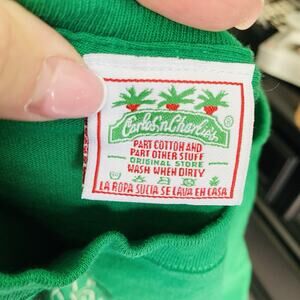 Carlos'n Charlie's ®
PART COTTON AND
PART OTHER STUFF
ORIGINAL STORE
WASH WHEN DIRTY
LA ROPA SUCIA SE LAVA EN CASA